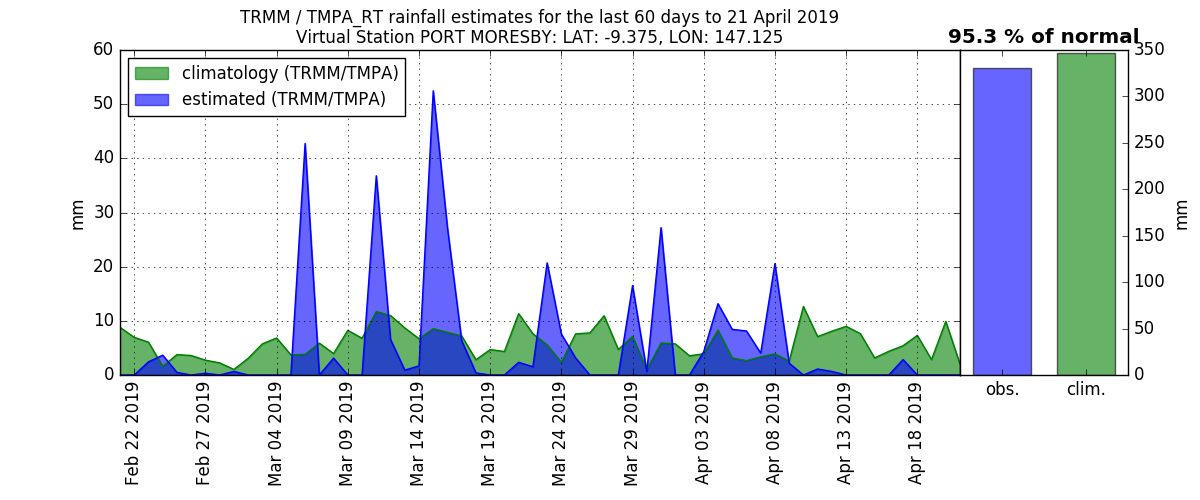 TRMM / TMPA_RT rainfall estimates for the last 60 days to 21 April 2019
Virtual Station PORT MORESBY: LAT: -9.375, LON: 147.125
95.3 % of normal
climatology (TRMM/TMPA)
estimated (TRMM/TMPA)
60
50
40
30
20
10
0
mm
350
300
250
200
150
100
50
0
mm
obs.
clim.
Feb 22 2019
Feb 27 2019
Mar 04 2019
Mar 09 2019
Mar 14 2019
Mar 19 2019
Mar 24 2019
Mar 29 2019
Apr 03 2019
Apr 08 2019
Apr 13 2019
Apr 18 2019